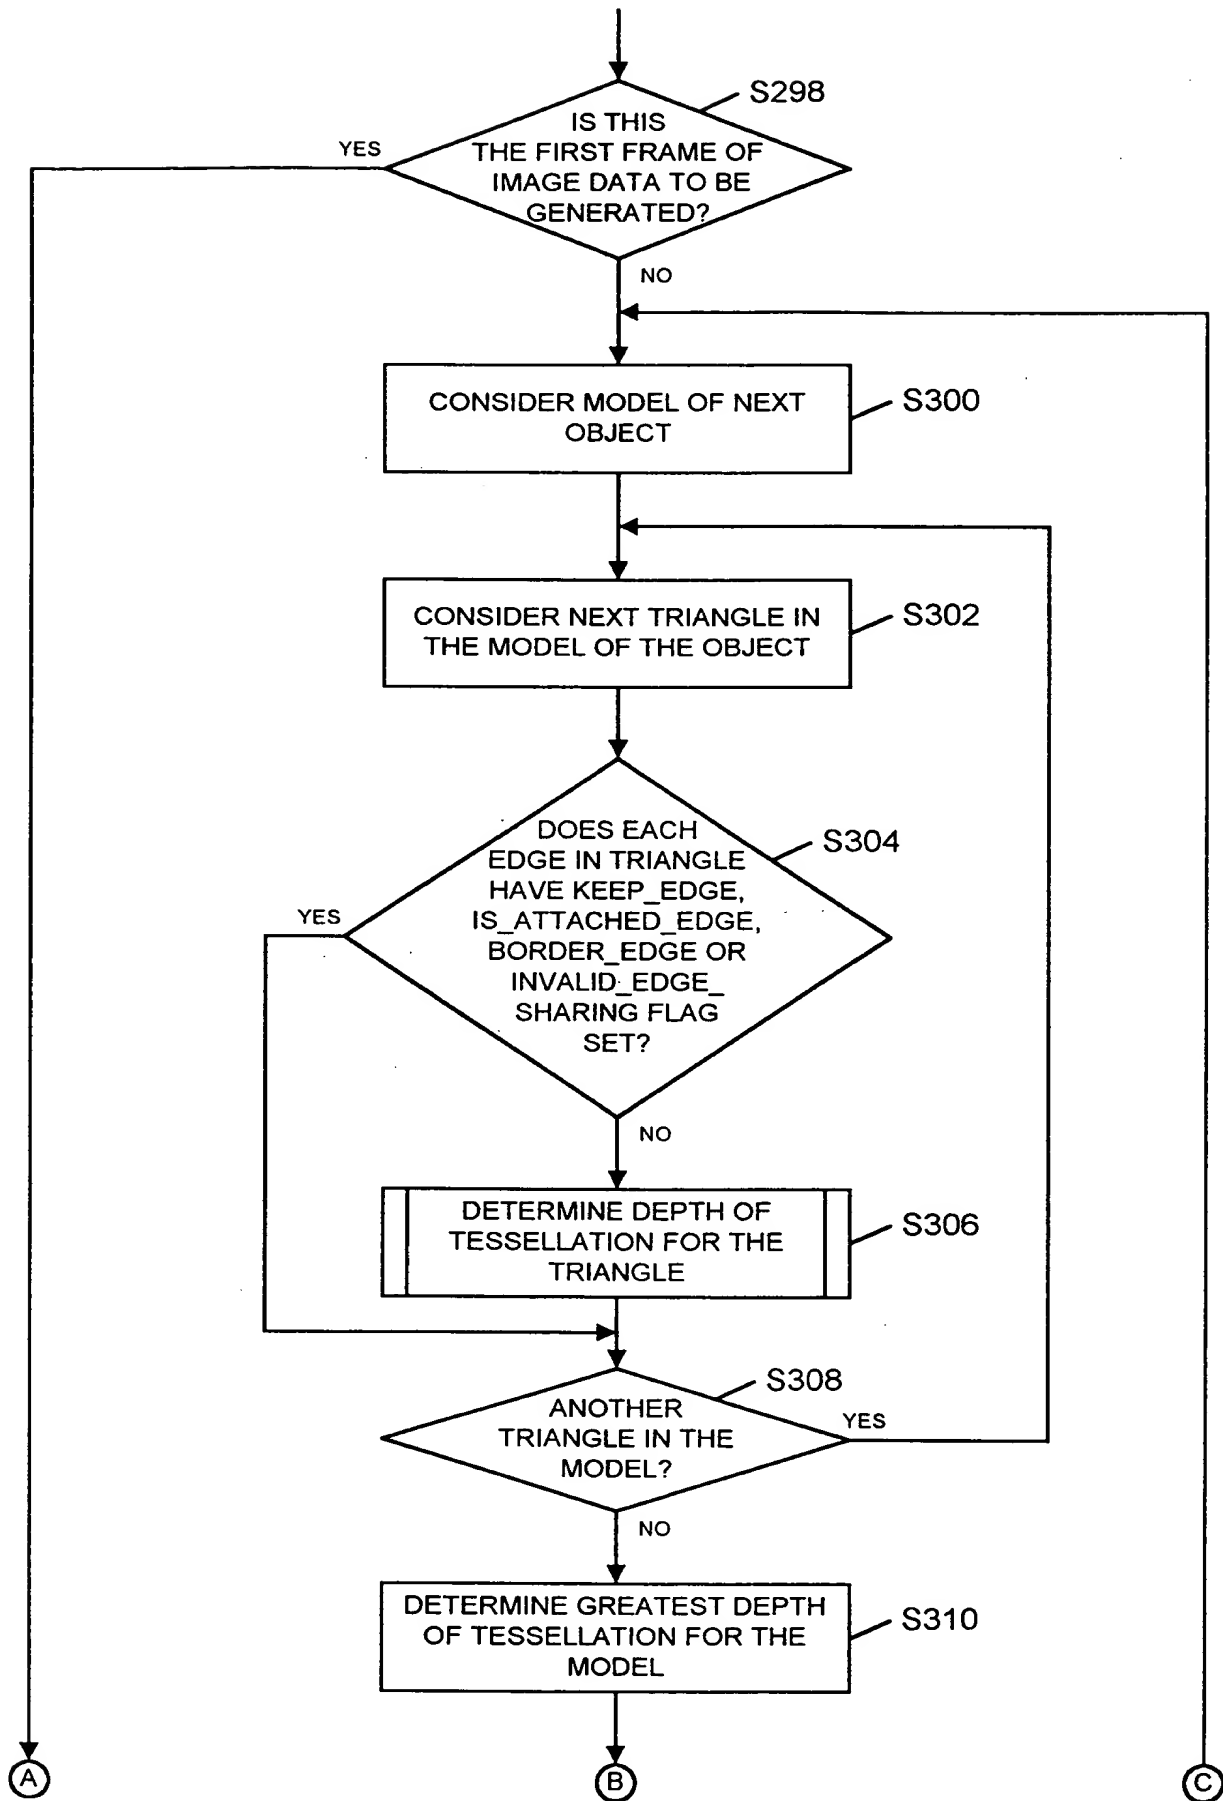 S298
IS THIS
THE FIRST FRAME OF
IMAGE DATA TO BE
GENERATED?
YES
NO
CONSIDER MODEL OF NEXT
OBJECT
S300
CONSIDER NEXT TRIANGLE IN
THE MODEL OF THE OBJECT
S302
DOES EACH
EDGE IN TRIANGLE
HAVE KEEP_EDGE,
IS_ATTACHED_EDGE,
BORDER_EDGE OR
INVALID_EDGE_
SHARING FLAG
SET?
S304
YES
NO
DETERMINE DEPTH OF
TESSELLATION FOR THE
TRIANGLE
S306
S308
ANOTHER
TRIANGLE IN THE
MODEL?
YES
NO
DETERMINE GREATEST DEPTH
OF TESSELLATION FOR THE
MODEL
S310
A
B
C